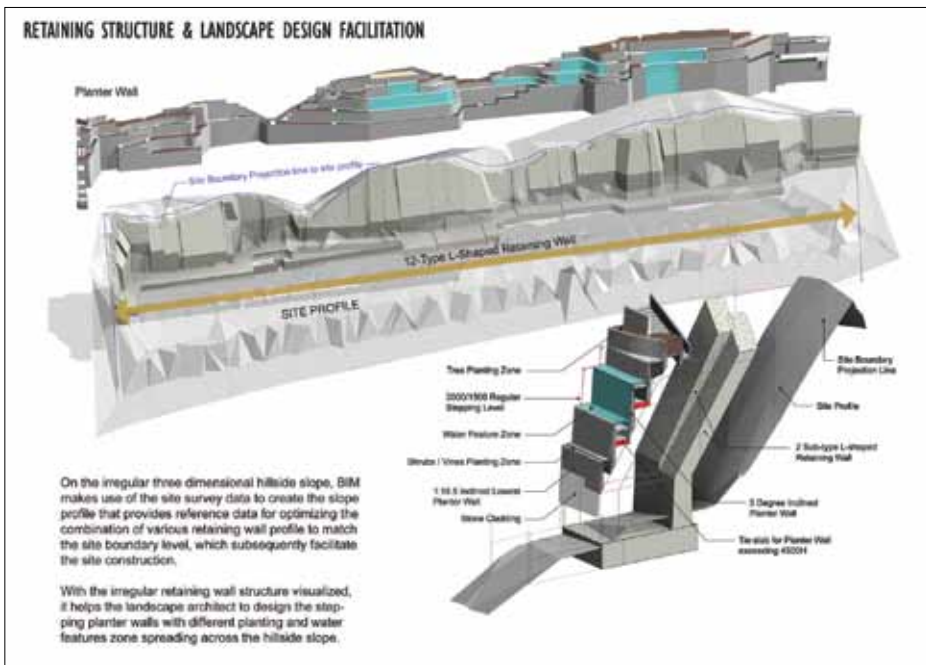 RETAINING STRUCTURE & LANDSCAPE DESIGN FACILITATION
Planter Wall
Site Boundary Projection line to site profile
12-Type L-Shaped Retaining Wall
SITE PROFILE
Tree Planting Zone
Regular
Stepping Level
Water Feature Zone
Shrubs / Vines Planting Zone
Inclined Lowest
Planter Wall
Stone Cladding
Site Boundary
Projection Line
Site Profile
2 Sub-type L-shaped
Retaining Wall
5 Degree Inclined
Planter Wall
Tie slab for Planter Wall
exceeding 4500H
On the irregular three dimensional hillside slope, BIM
makes use of the site survey data to create the slope
profile that provides reference data for optimizing the
combination of various retaining wall profile to match
the site boundary level, which subsequently facilitate
the site construction.
With the irregular retaining wall structure visualized,
it helps the landscape architect to design the step-
ping planter walls with different planting and water
features zone spreading across the hillside slope.